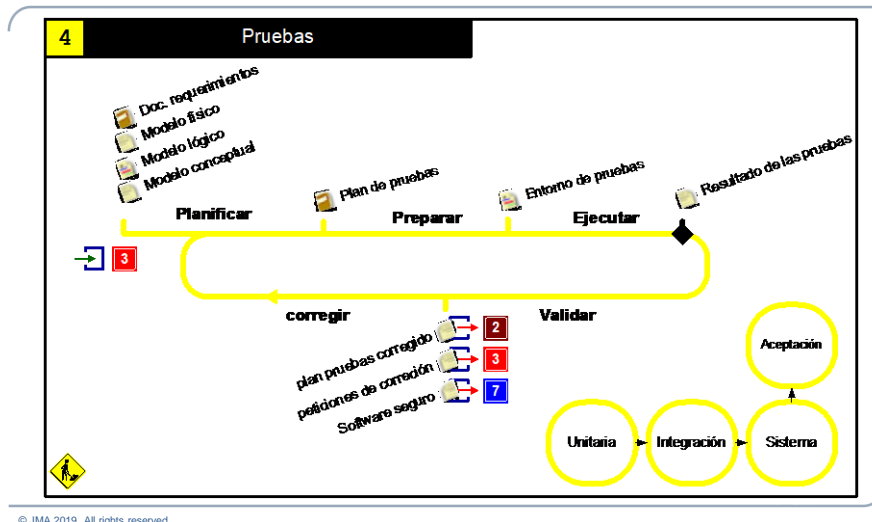 4
Pruebas
Doc. requerimientos
Modelo físico
Modelo lógico
Modelo conceptual
Plan de pruebas
Entorno de pruebas
Resultado de las pruebas
Planificar
Preparar
Ejecutar
3
corregir
Validar
plan pruebas corregido
2
peticiones de correción
3
Software seguro
7
Aceptación
Unitaria
Integración
Sistema
© JMA 2019. All rights reserved